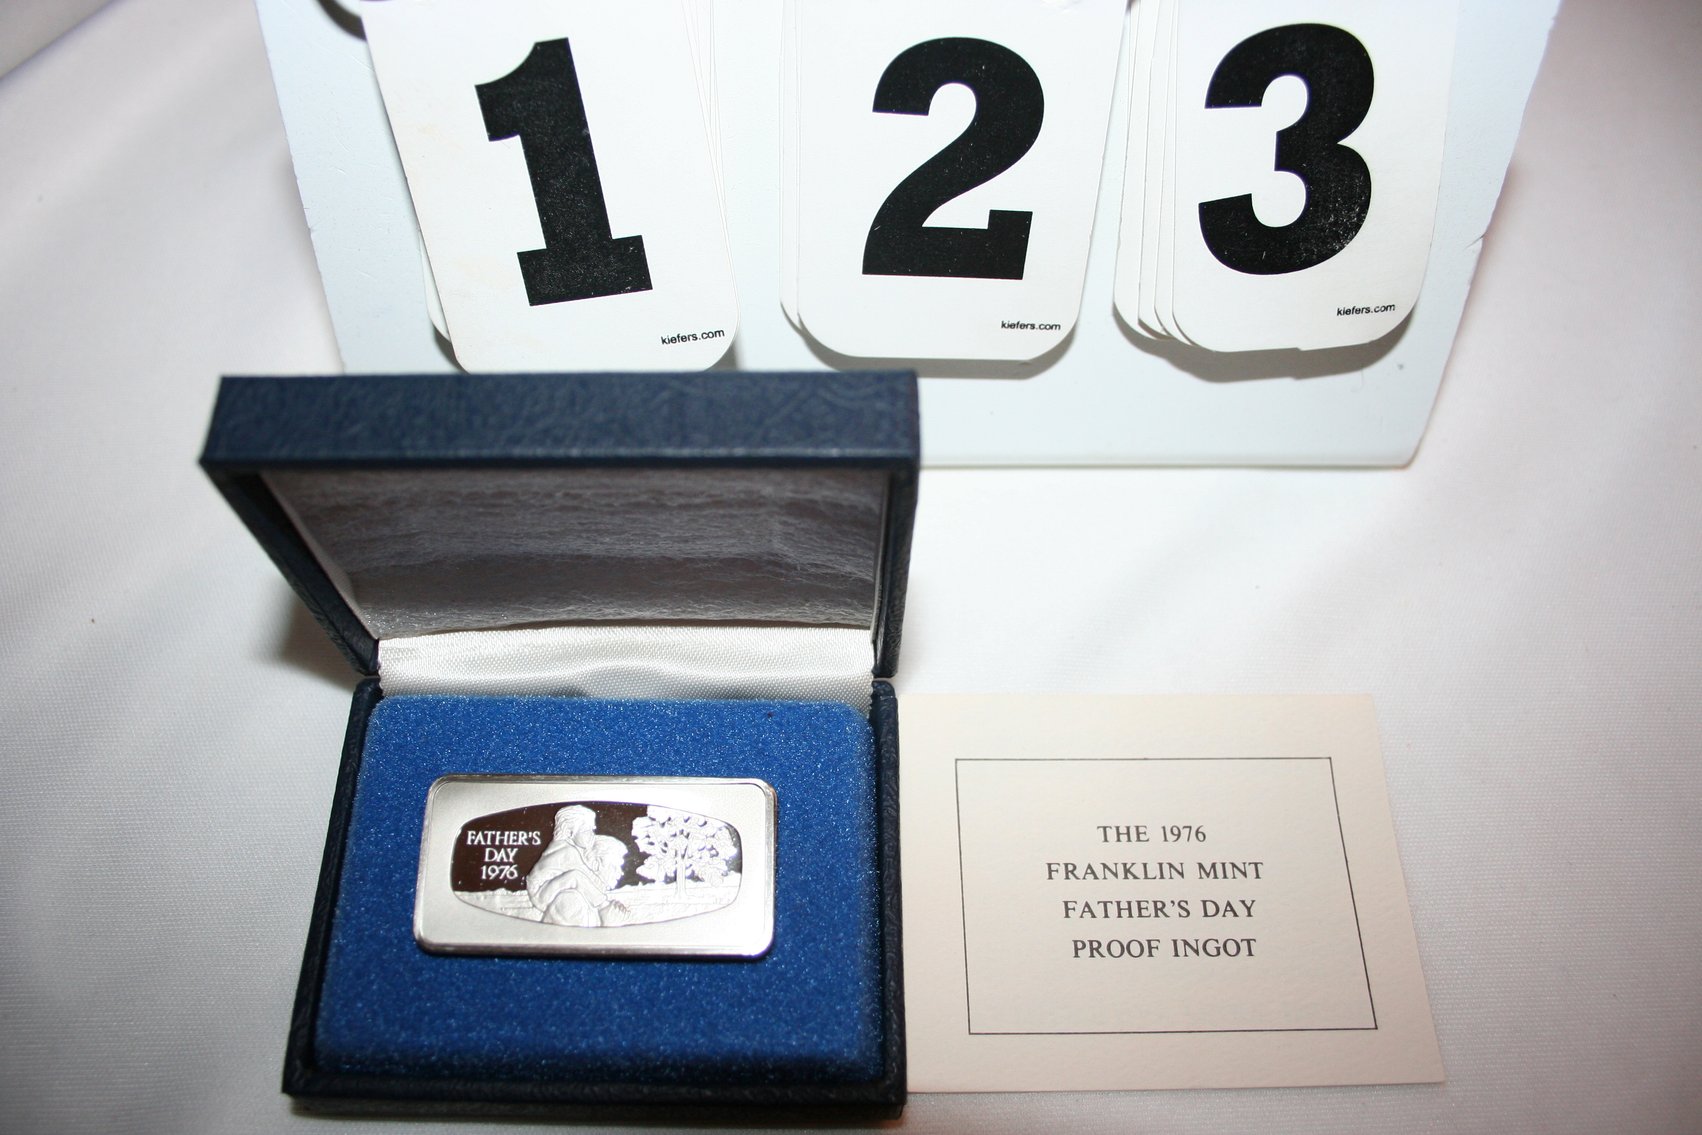 1 2 3
kiefers.com kiefers.com kiefers.com
FATHER'S
DAY
1976
THE 1976
FRANKLIN MINT
FATHER'S DAY
PROOF INGOT